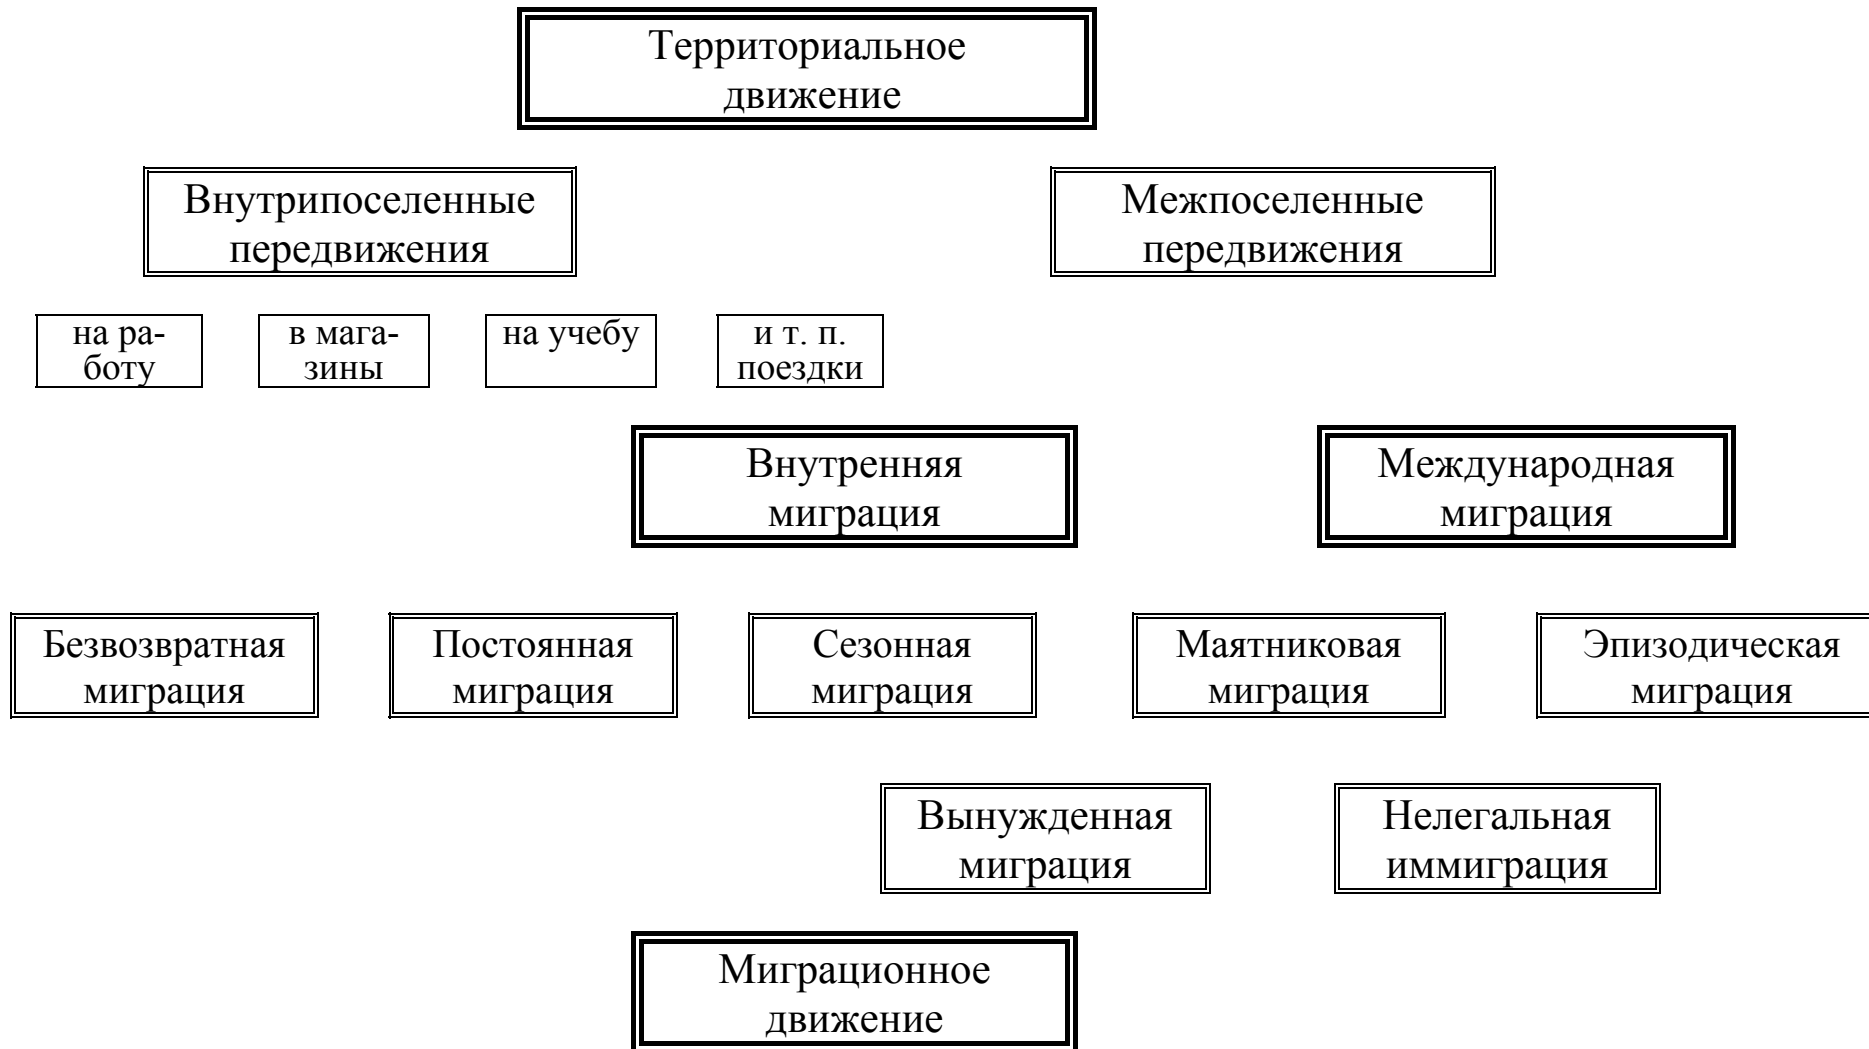 Территориальное
движение
Внутрипоселенные
передвижения
Межпоселенные
передвижения
на ра-
боту
в мага-
зины
на учебу
и т. п.
поездки
Внутренняя
миграция
Международная
миграция
Безвозвратная
миграция
Постоянная
миграция
Сезонная
миграция
Маятниковая
миграция
Эпизодическая
миграция
Вынужденная
миграция
Нелегальная
иммиграция
Миграционное
движение